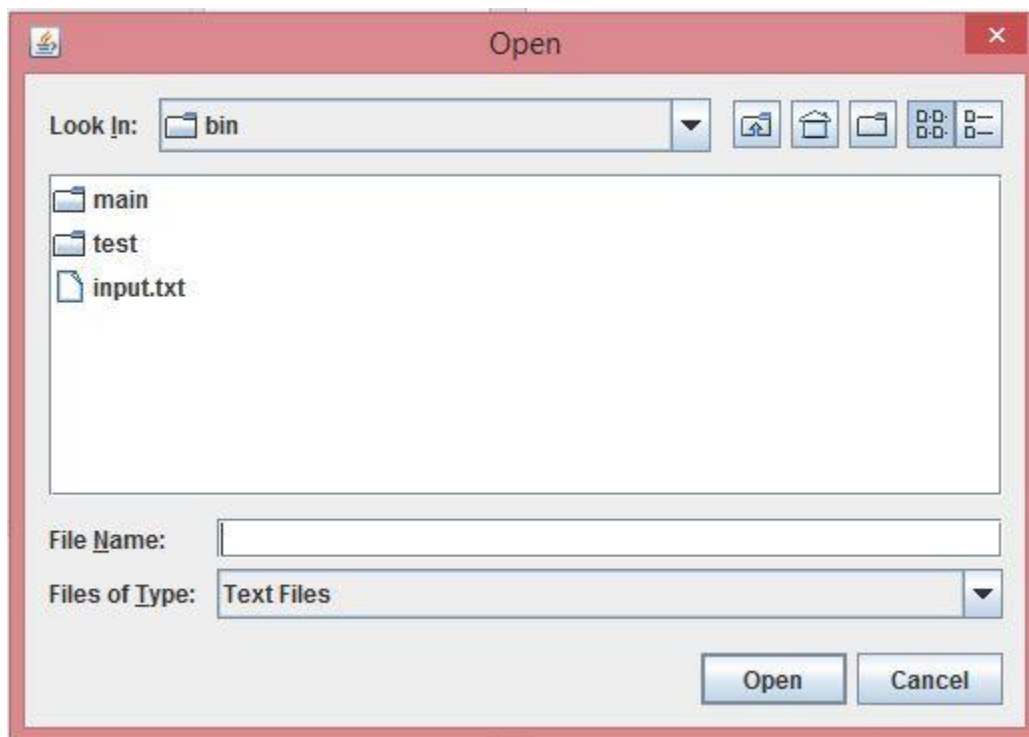 Open
Look In: bin
main
test
input.txt
File Name:
Files of Type: Text Files
Open Cancel